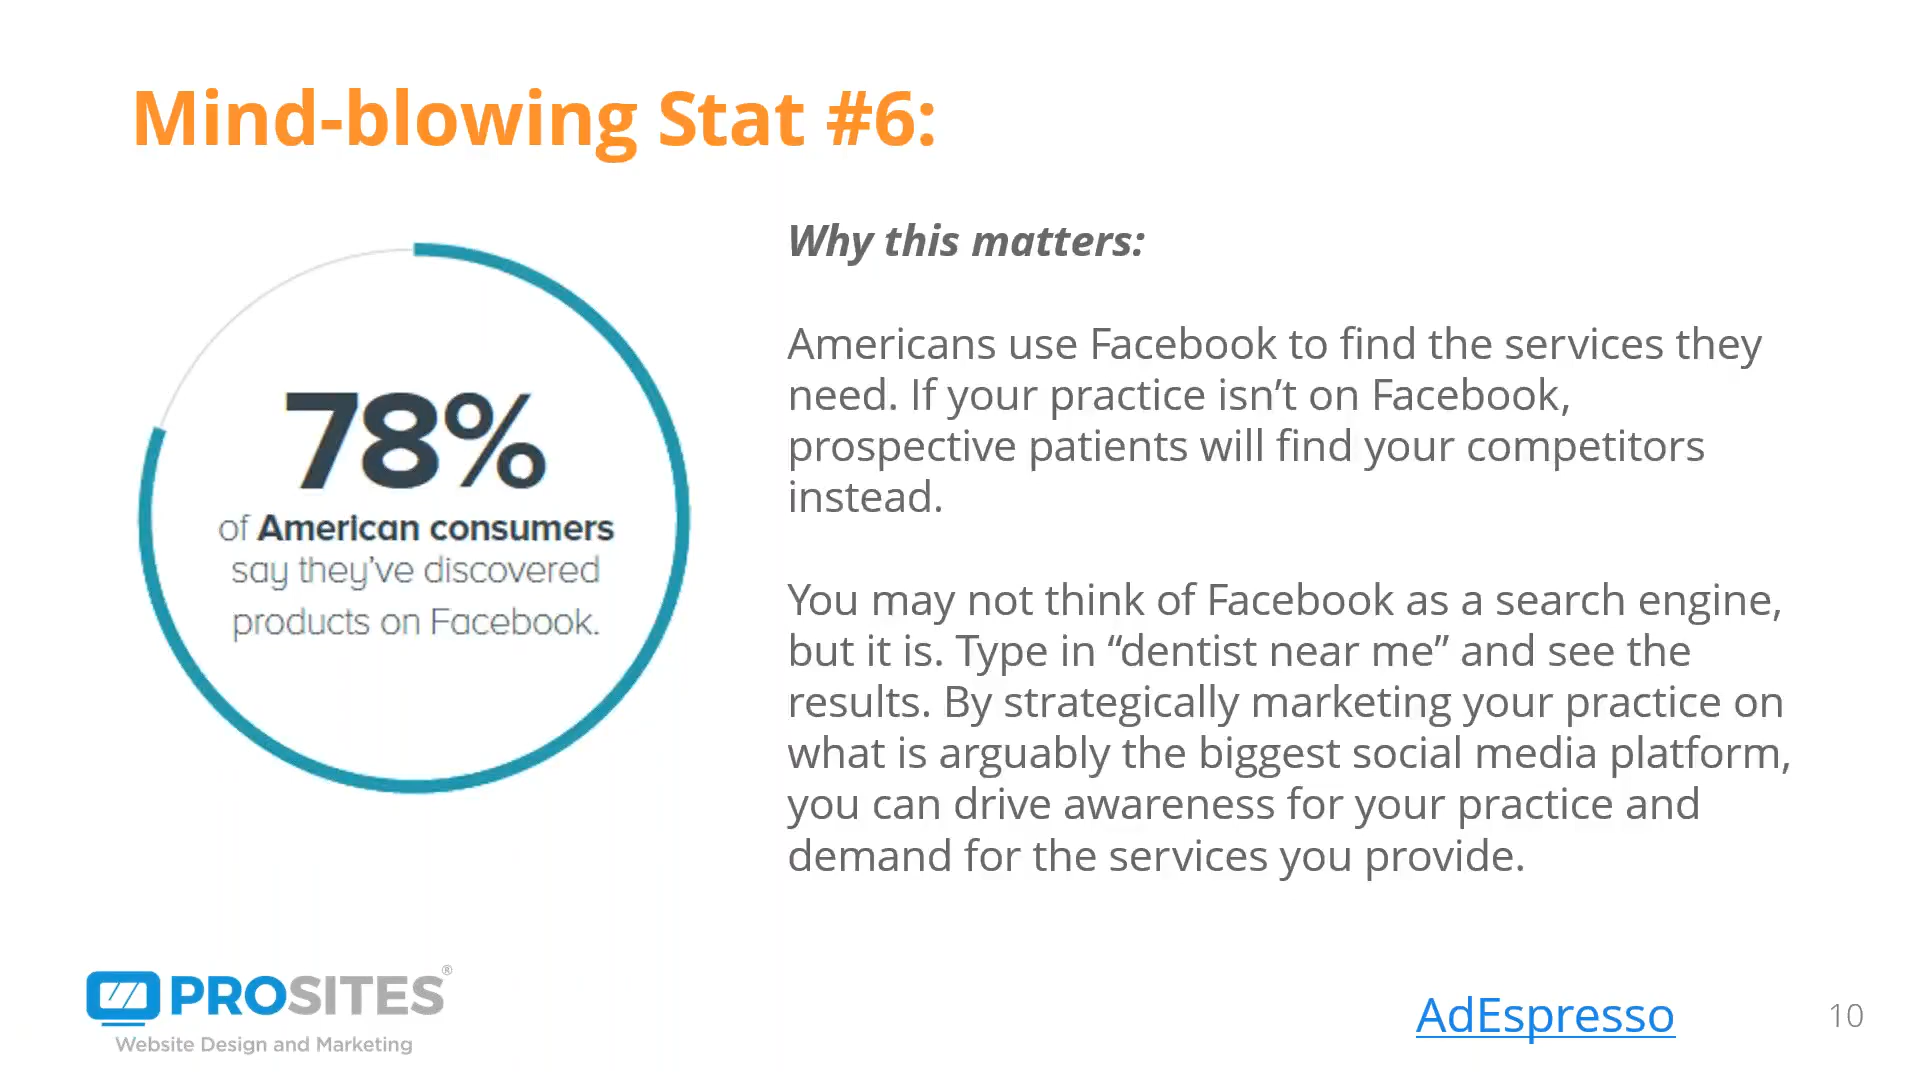 Mind-blowing Stat #6:
78%
of American consumers
say they've discovered
products on Facebook.
Why this matters:
Americans use Facebook to find the services they
need. If your practice isn’t on Facebook,
prospective patients will find your competitors
instead.
You may not think of Facebook as a search engine,
but it is. Type in “dentist near me” and see the
results. By strategically marketing your practice on
what is arguably the biggest social media platform,
you can drive awareness for your practice and
demand for the services you provide.
PROSITES®
Website Design and Marketing
AdEspresso
10